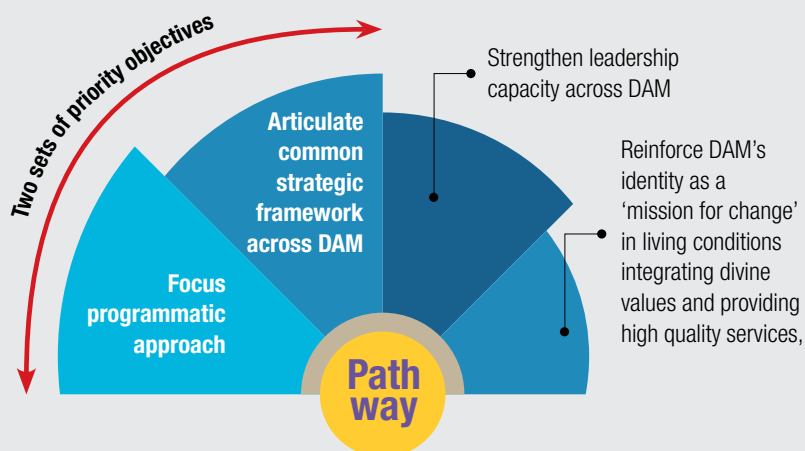 Two sets of priority objectives
Focus
programmatic
approach
Articulate
common
strategic
framework
across DAM
Strengthen leadership
capacity across DAM
Reinforce DAM’s
identity as a
‘mission for change’
in living conditions
integrating divine
values and providing
high quality services,
Path
way